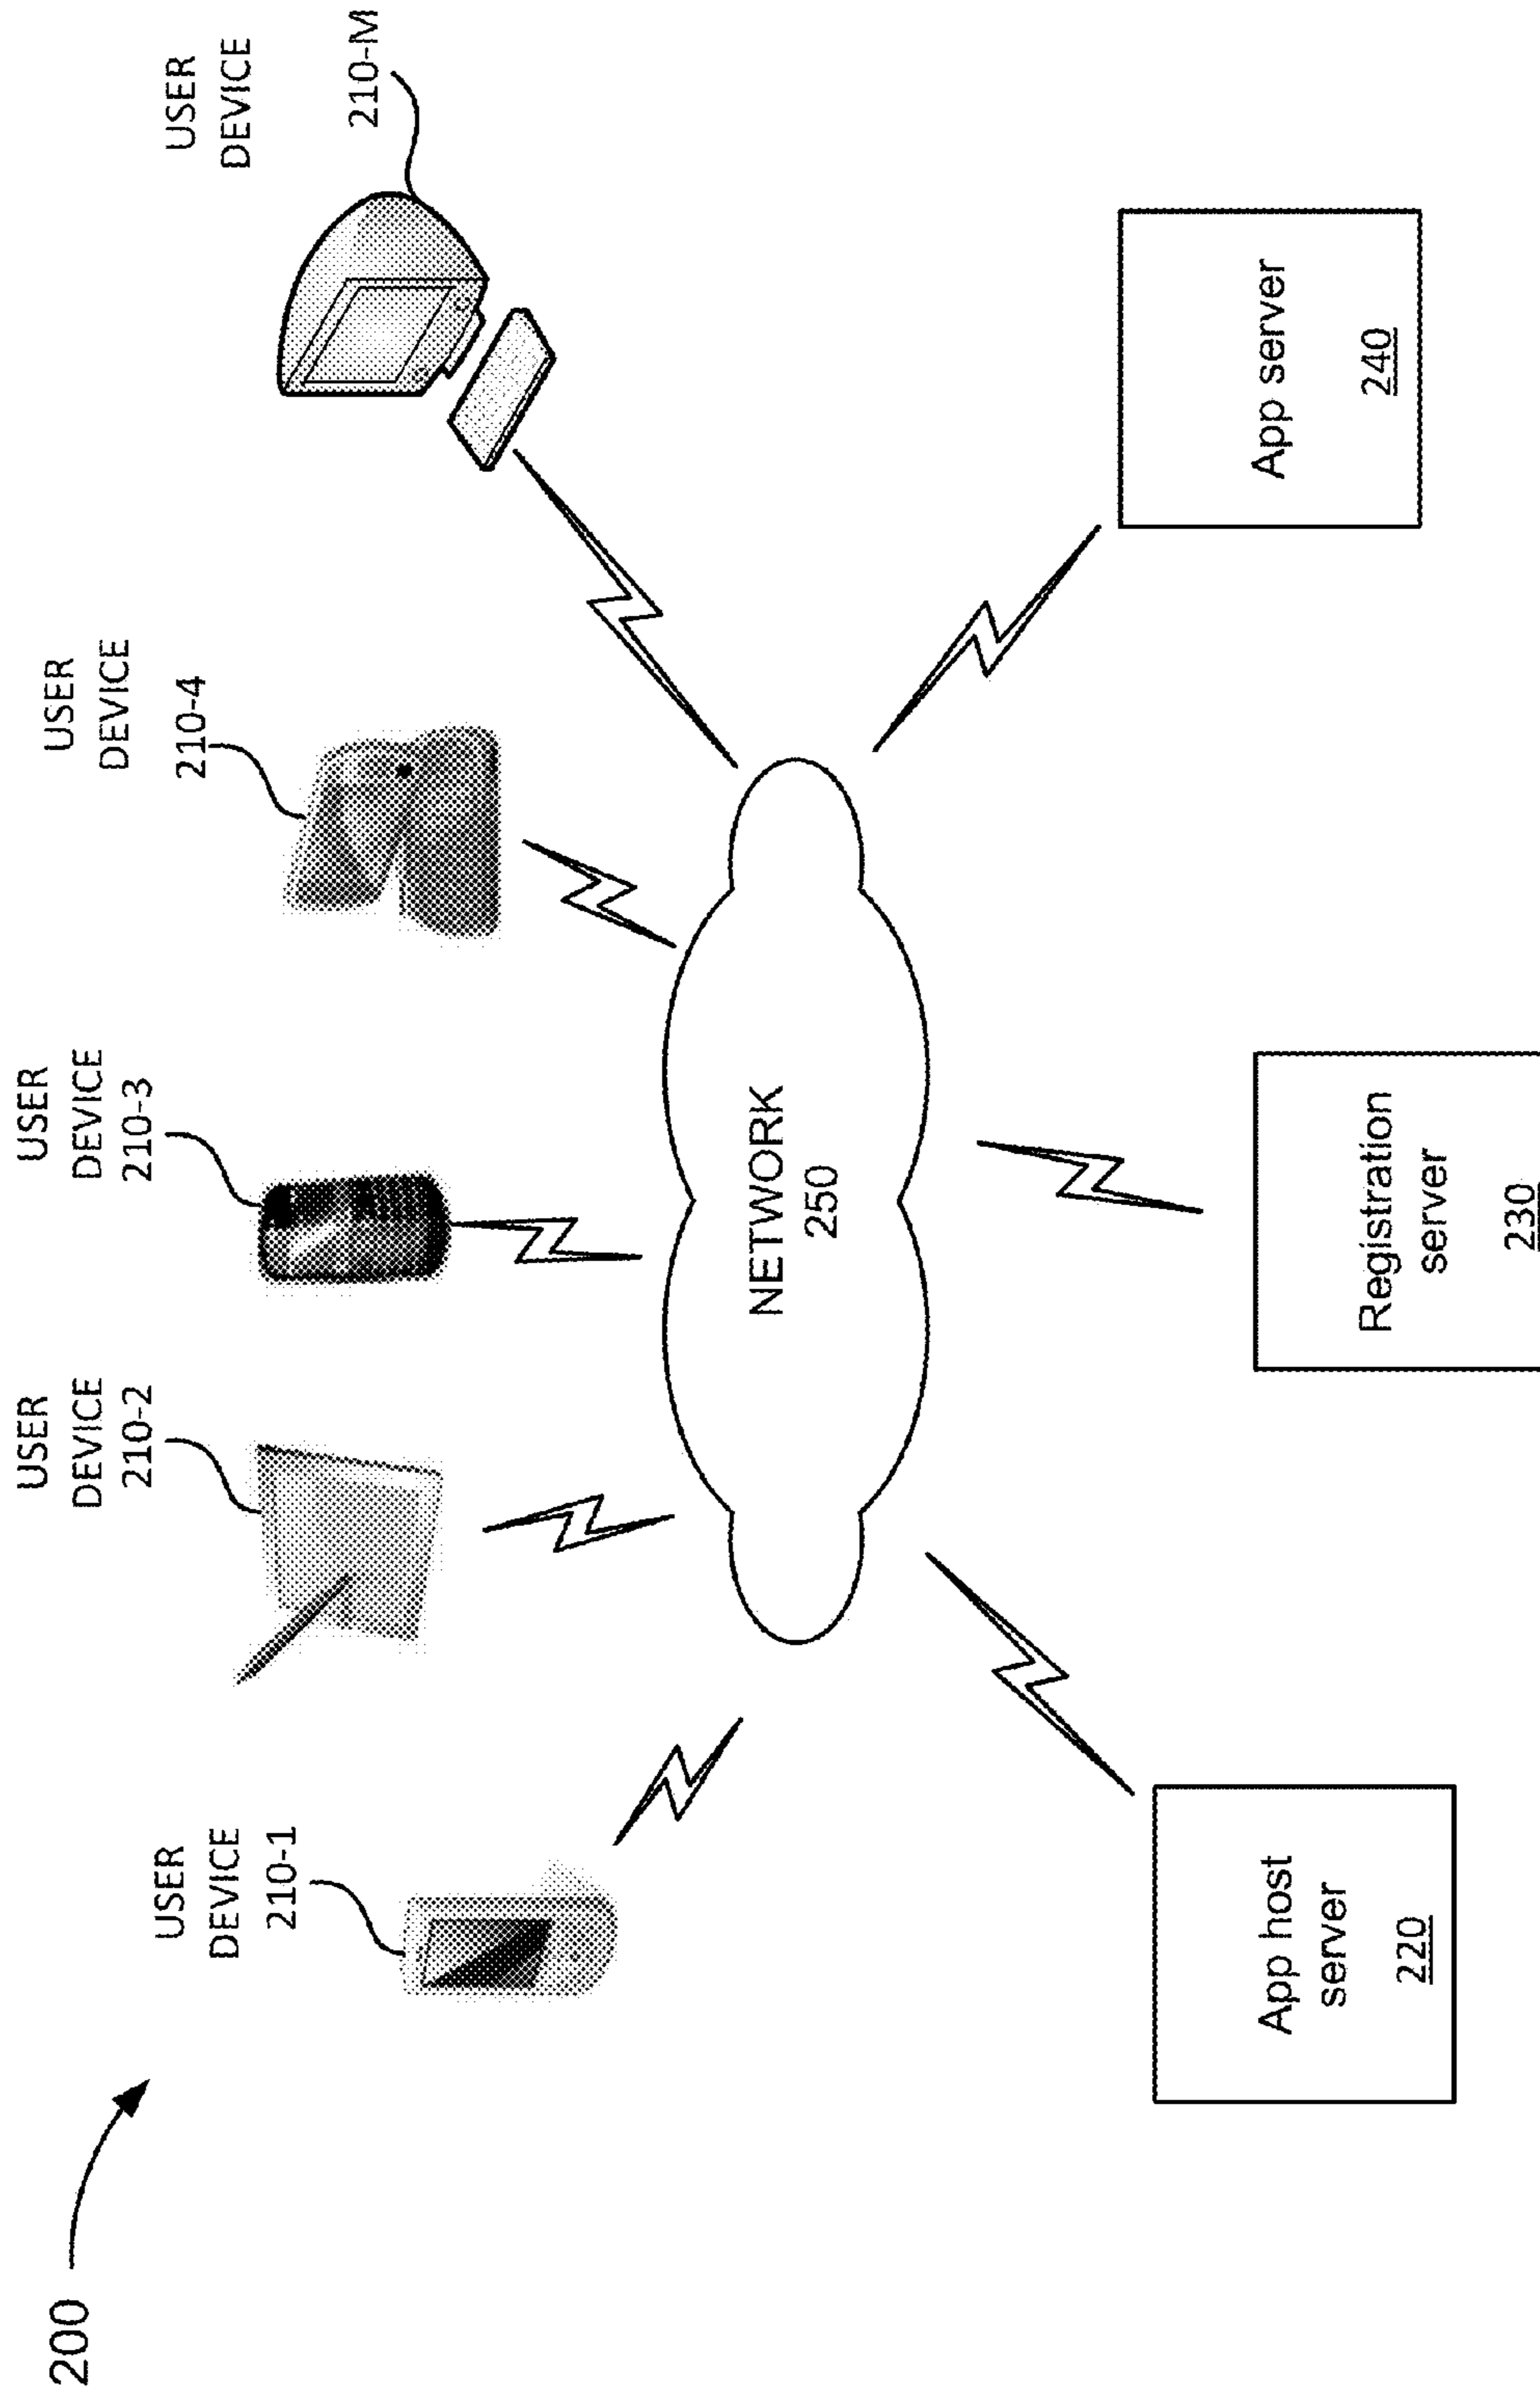 200
USER
DEVICE
210-1
USER
DEVICE
210-2
USER
DEVICE
210-3
USER
DEVICE
210-4
USER
DEVICE
210-M
NETWORK
250
App host
server
220
Registration
server
230
App server
240